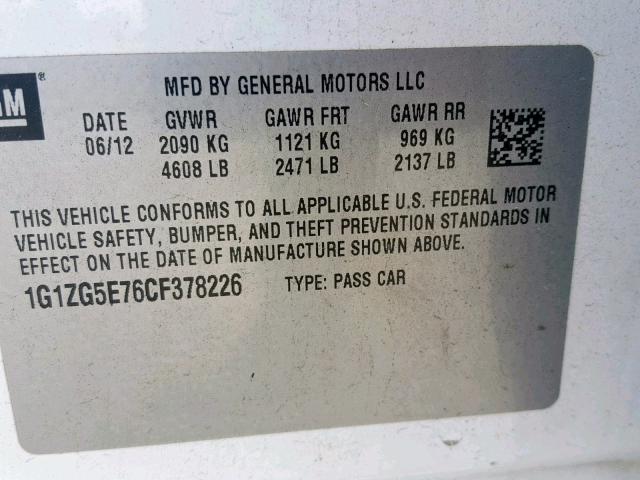 GM®
MFD BY GENERAL MOTORS LLC
DATE GVWR GAWR FRT GAWR RR
06/12 2090 KG 1121 KG 969 KG
4608 LB 2471 LB 2137 LB
THIS VEHICLE CONFORMS TO ALL APPLICABLE U.S. FEDERAL MOTOR
VEHICLE SAFETY, BUMPER, AND THEFT PREVENTION STANDARDS IN
EFFECT ON THE DATE OF MANUFACTURE SHOWN ABOVE.
1G1ZG5E76CF378226 TYPE: PASS CAR